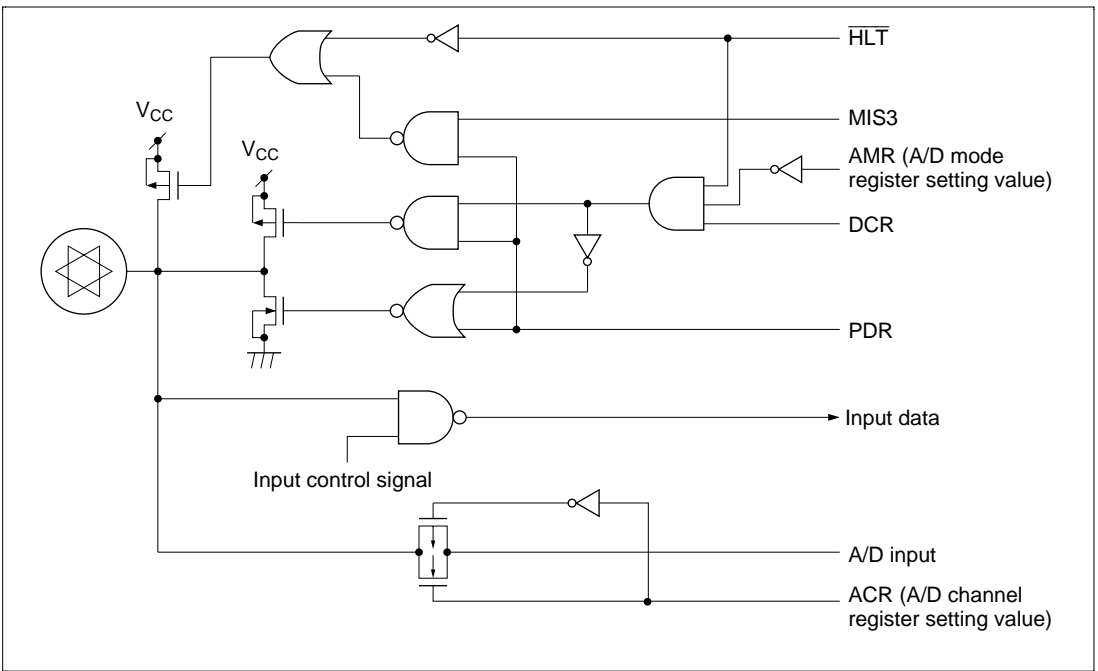 H̅L̅T̅
MIS3
AMR (A/D mode
register setting value)
DCR
PDR
VCC
VCC
Input data
Input control signal
A/D input
ACR (A/D channel
register setting value)